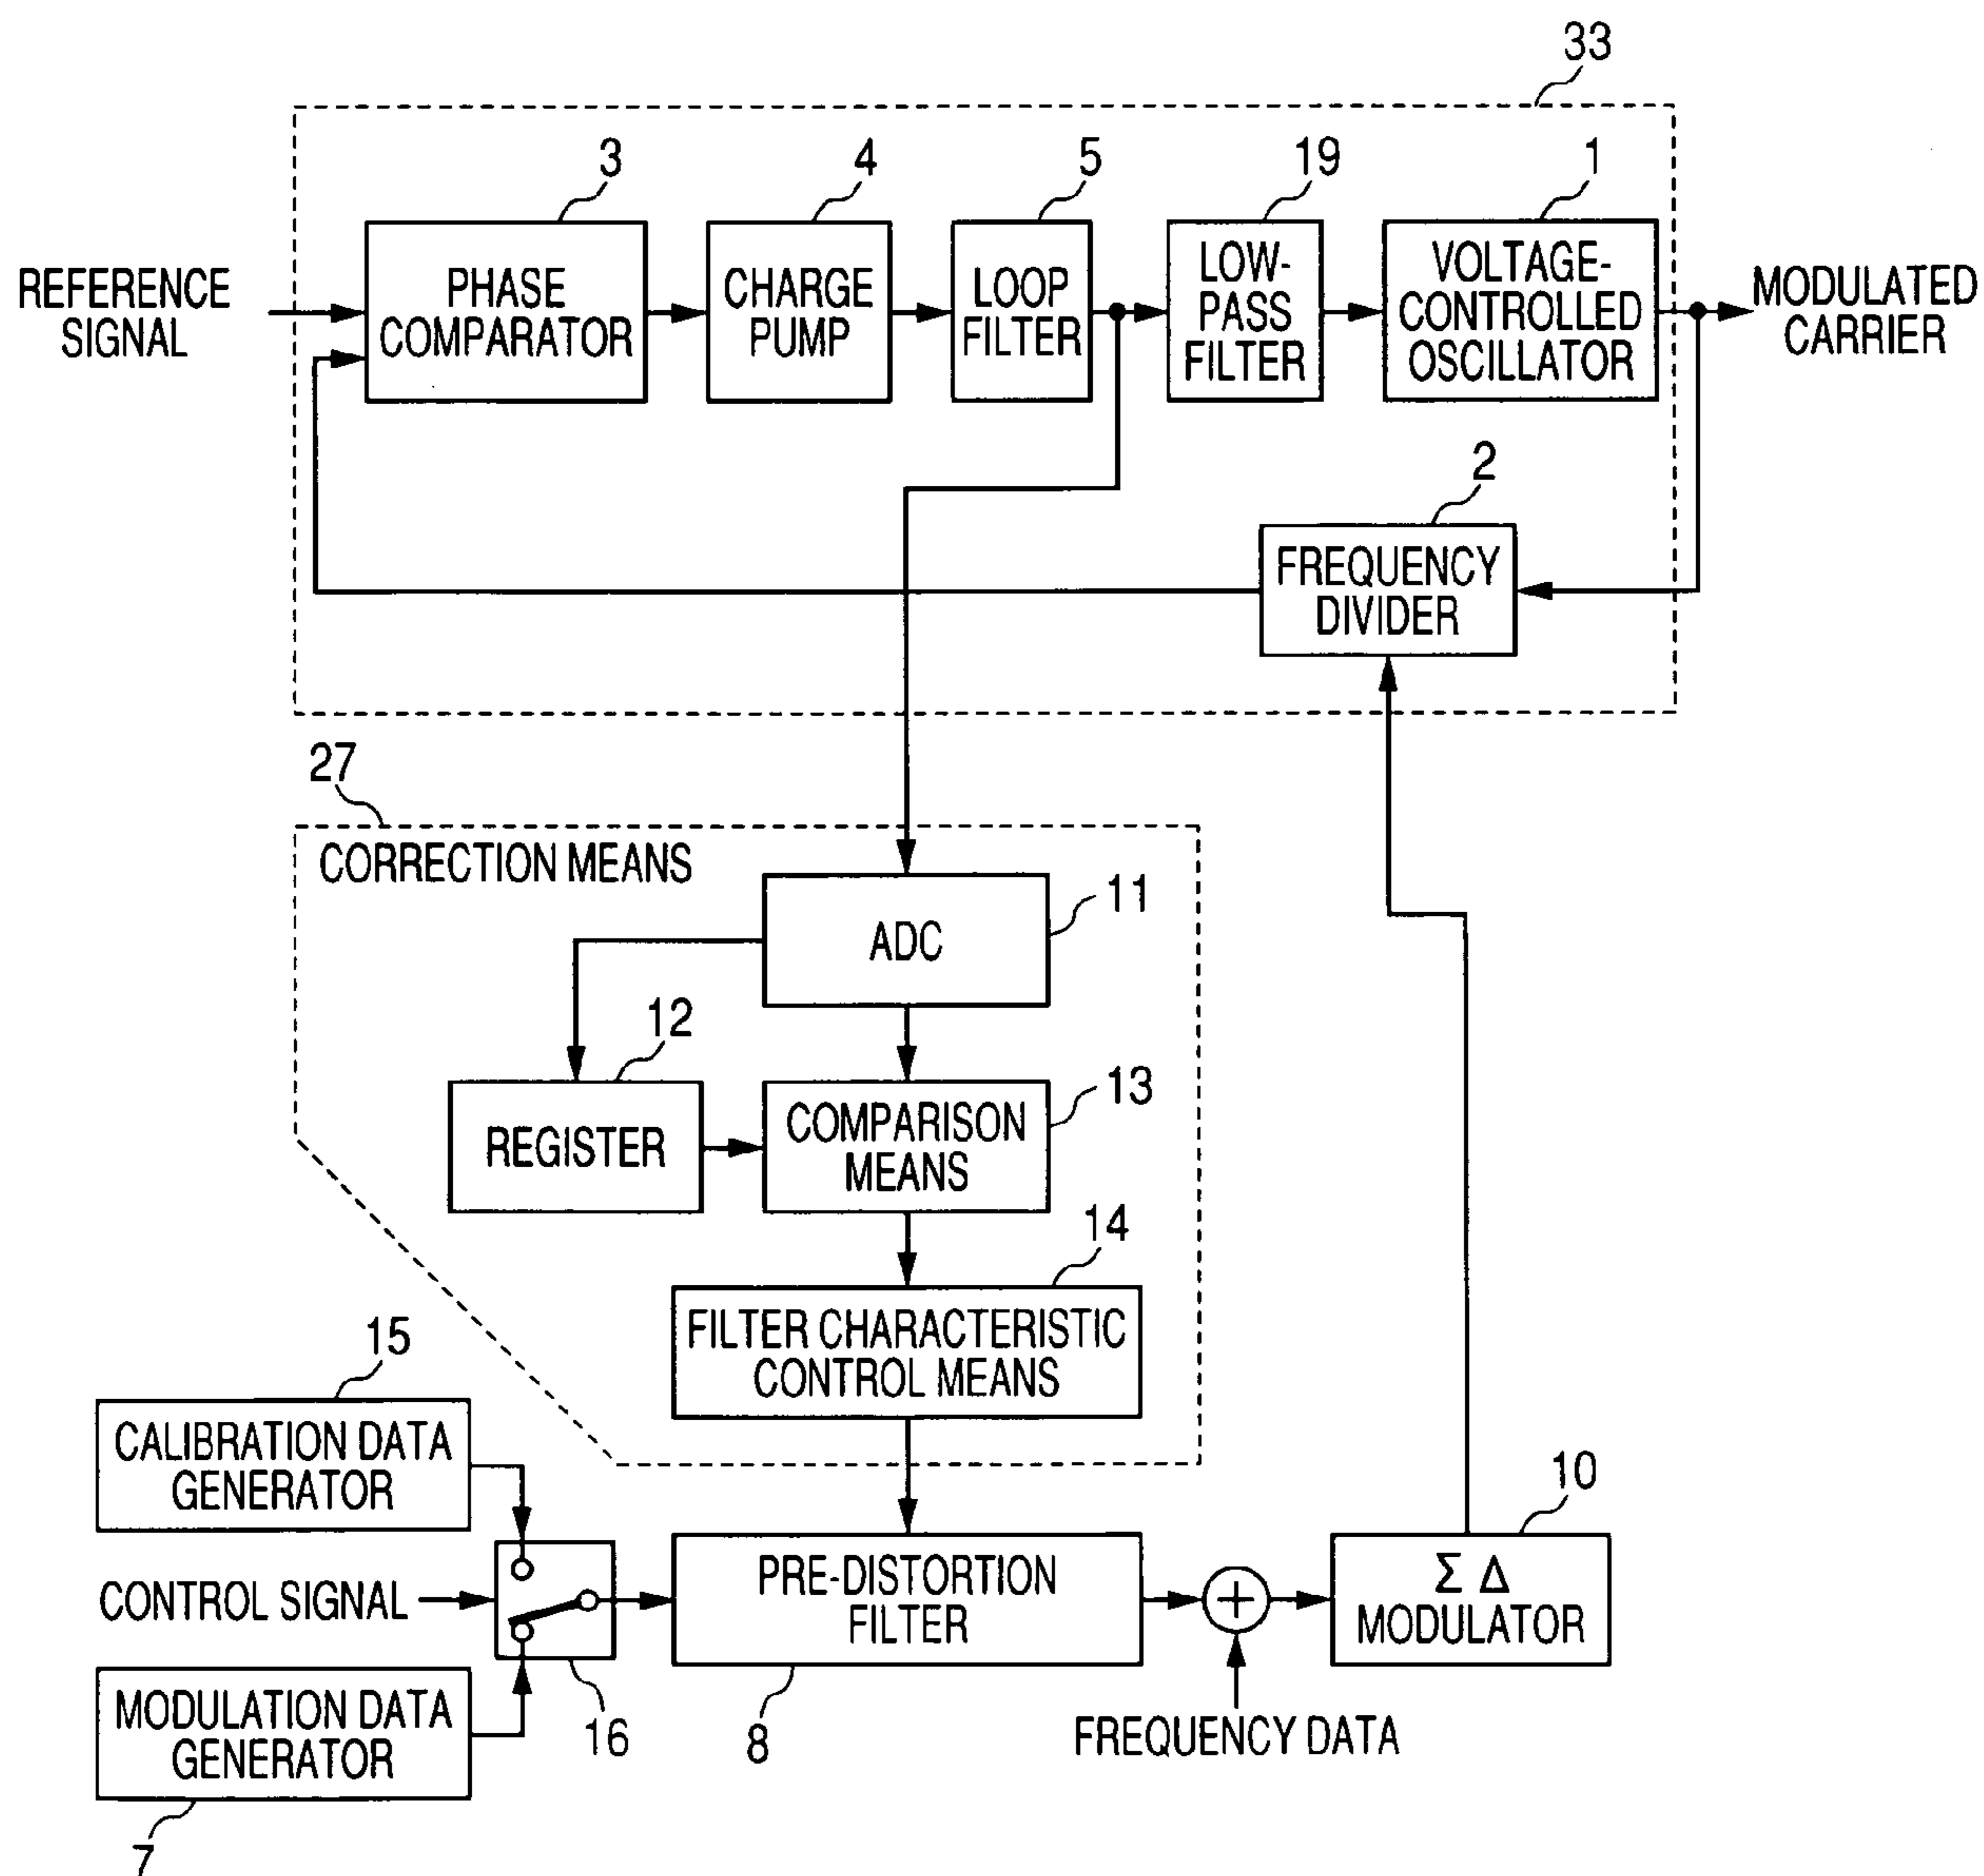 33
3
4
5
19
1
REFERENCE
SIGNAL
PHASE
COMPARATOR
CHARGE
PUMP
LOOP
FILTER
LOW-
PASS
FILTER
VOLTAGE-
CONTROLLED
OSCILLATOR
MODULATED
CARRIER
2
FREQUENCY
DIVIDER
27
CORRECTION MEANS
ADC
11
12
REGISTER
COMPARISON
MEANS
13
14
FILTER CHARACTERISTIC
CONTROL MEANS
15
CALIBRATION DATA
GENERATOR
CONTROL SIGNAL
16
PRE-DISTORTION
FILTER
8
+
FREQUENCY DATA
10
Σ Δ
MODULATOR
MODULATION DATA
GENERATOR
7